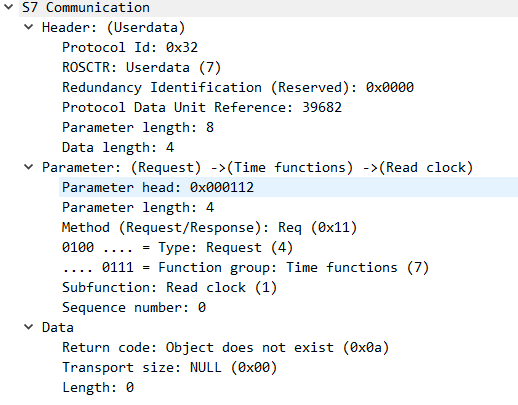 S7 Communication
Header: (Userdata)
Protocol Id: 0x32
ROSCTR: Userdata (7)
Redundancy Identification (Reserved): 0x0000
Protocol Data Unit Reference: 39682
Parameter length: 8
Data length: 4
Parameter: (Request) ->(Time functions) ->(Read clock)
Parameter head: 0x000112
Parameter length: 4
Method (Request/Response): Req (0x11)
0100 .... = Type: Request (4)
.... 0111 = Function group: Time functions (7)
Subfunction: Read clock (1)
Sequence number: 0
Data
Return code: Object does not exist (0x0a)
Transport size: NULL (0x00)
Length: 0